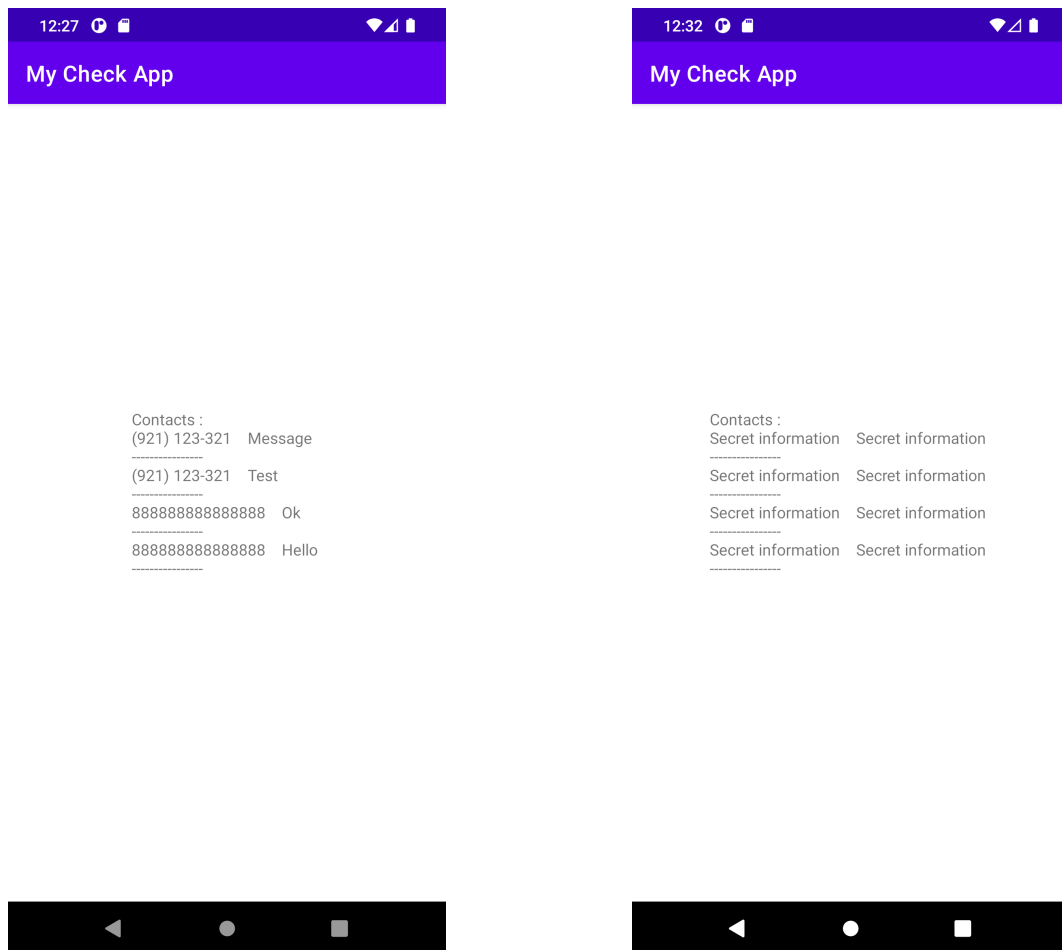 12:27
My Check App
Contacts :
(921) 123-321 Message
----------------
(921) 123-321 Test
----------------
888888888888888 Ok
----------------
888888888888888 Hello
----------------
12:32
My Check App
Contacts :
Secret information Secret information
----------------
Secret information Secret information
----------------
Secret information Secret information
----------------
Secret information Secret information
----------------